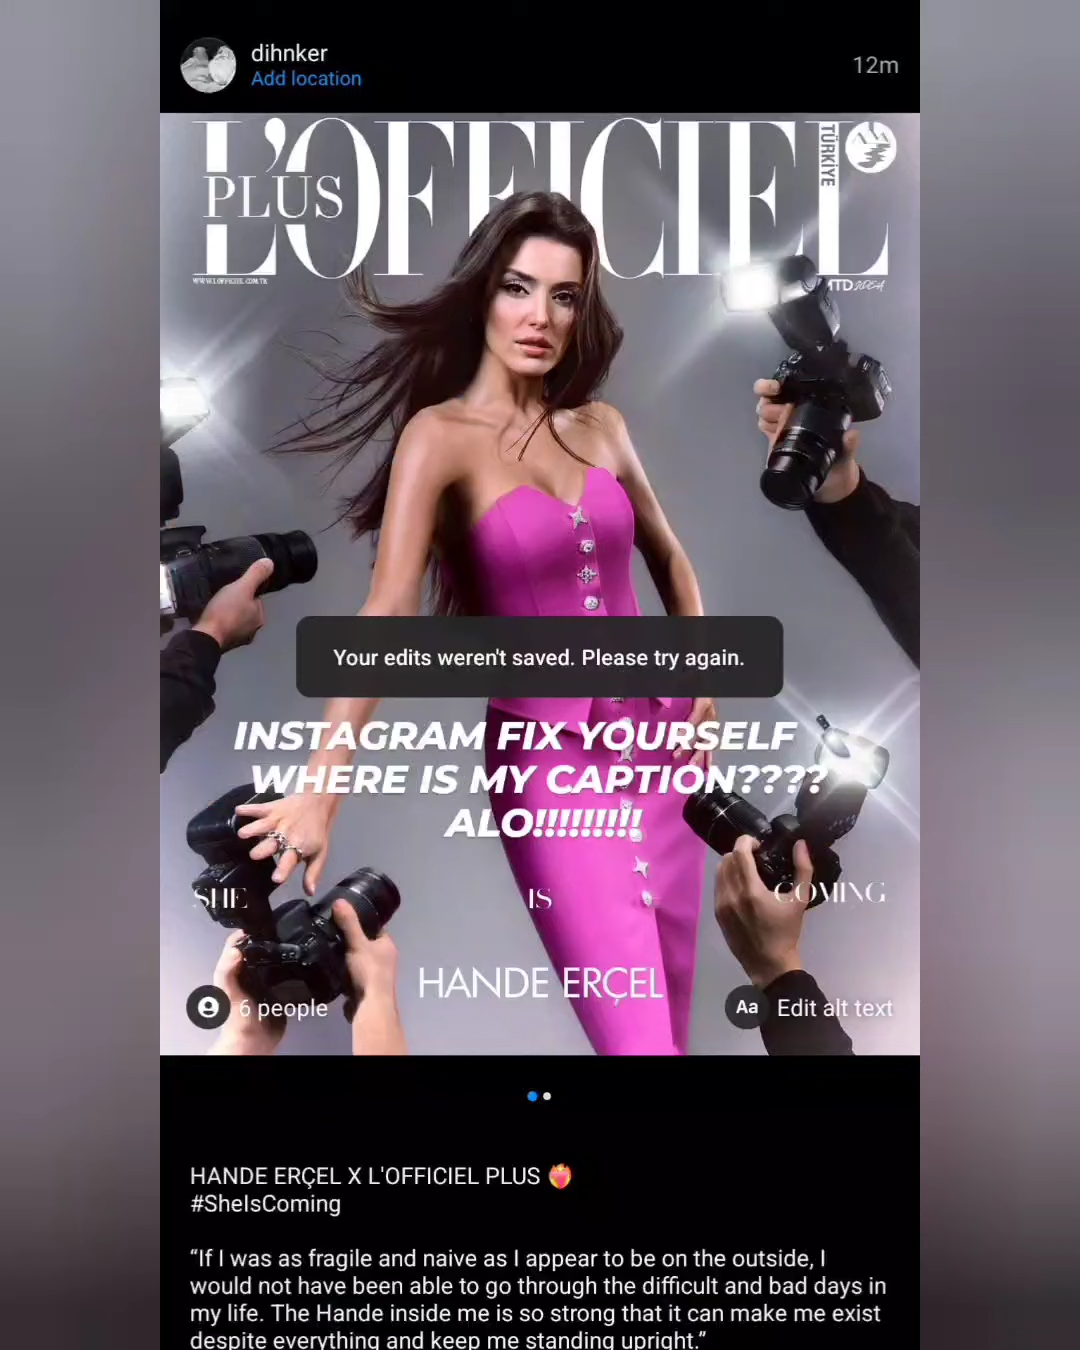 dihnker
Add location
12m
L'OFFICIEL
PLUS
TÜRKİYE
WWW.LOFFICIEL.COM.TR
Your edits weren't saved. Please try again.
INSTAGRAM FIX YOURSELF
WHERE IS MY CAPTION????
ALO!!!!!!!!!
SHE IS COMING
HANDE ERÇEL
6 people
Aa Edit alt text
HANDE ERÇEL X L'OFFICIEL PLUS ❤️‍🔥
#SheIsComing
“If I was as fragile and naive as I appear to be on the outside, I
would not have been able to go through the difficult and bad days in
my life. The Hande inside me is so strong that it can make me exist
despite everything and keep me standing upright.”